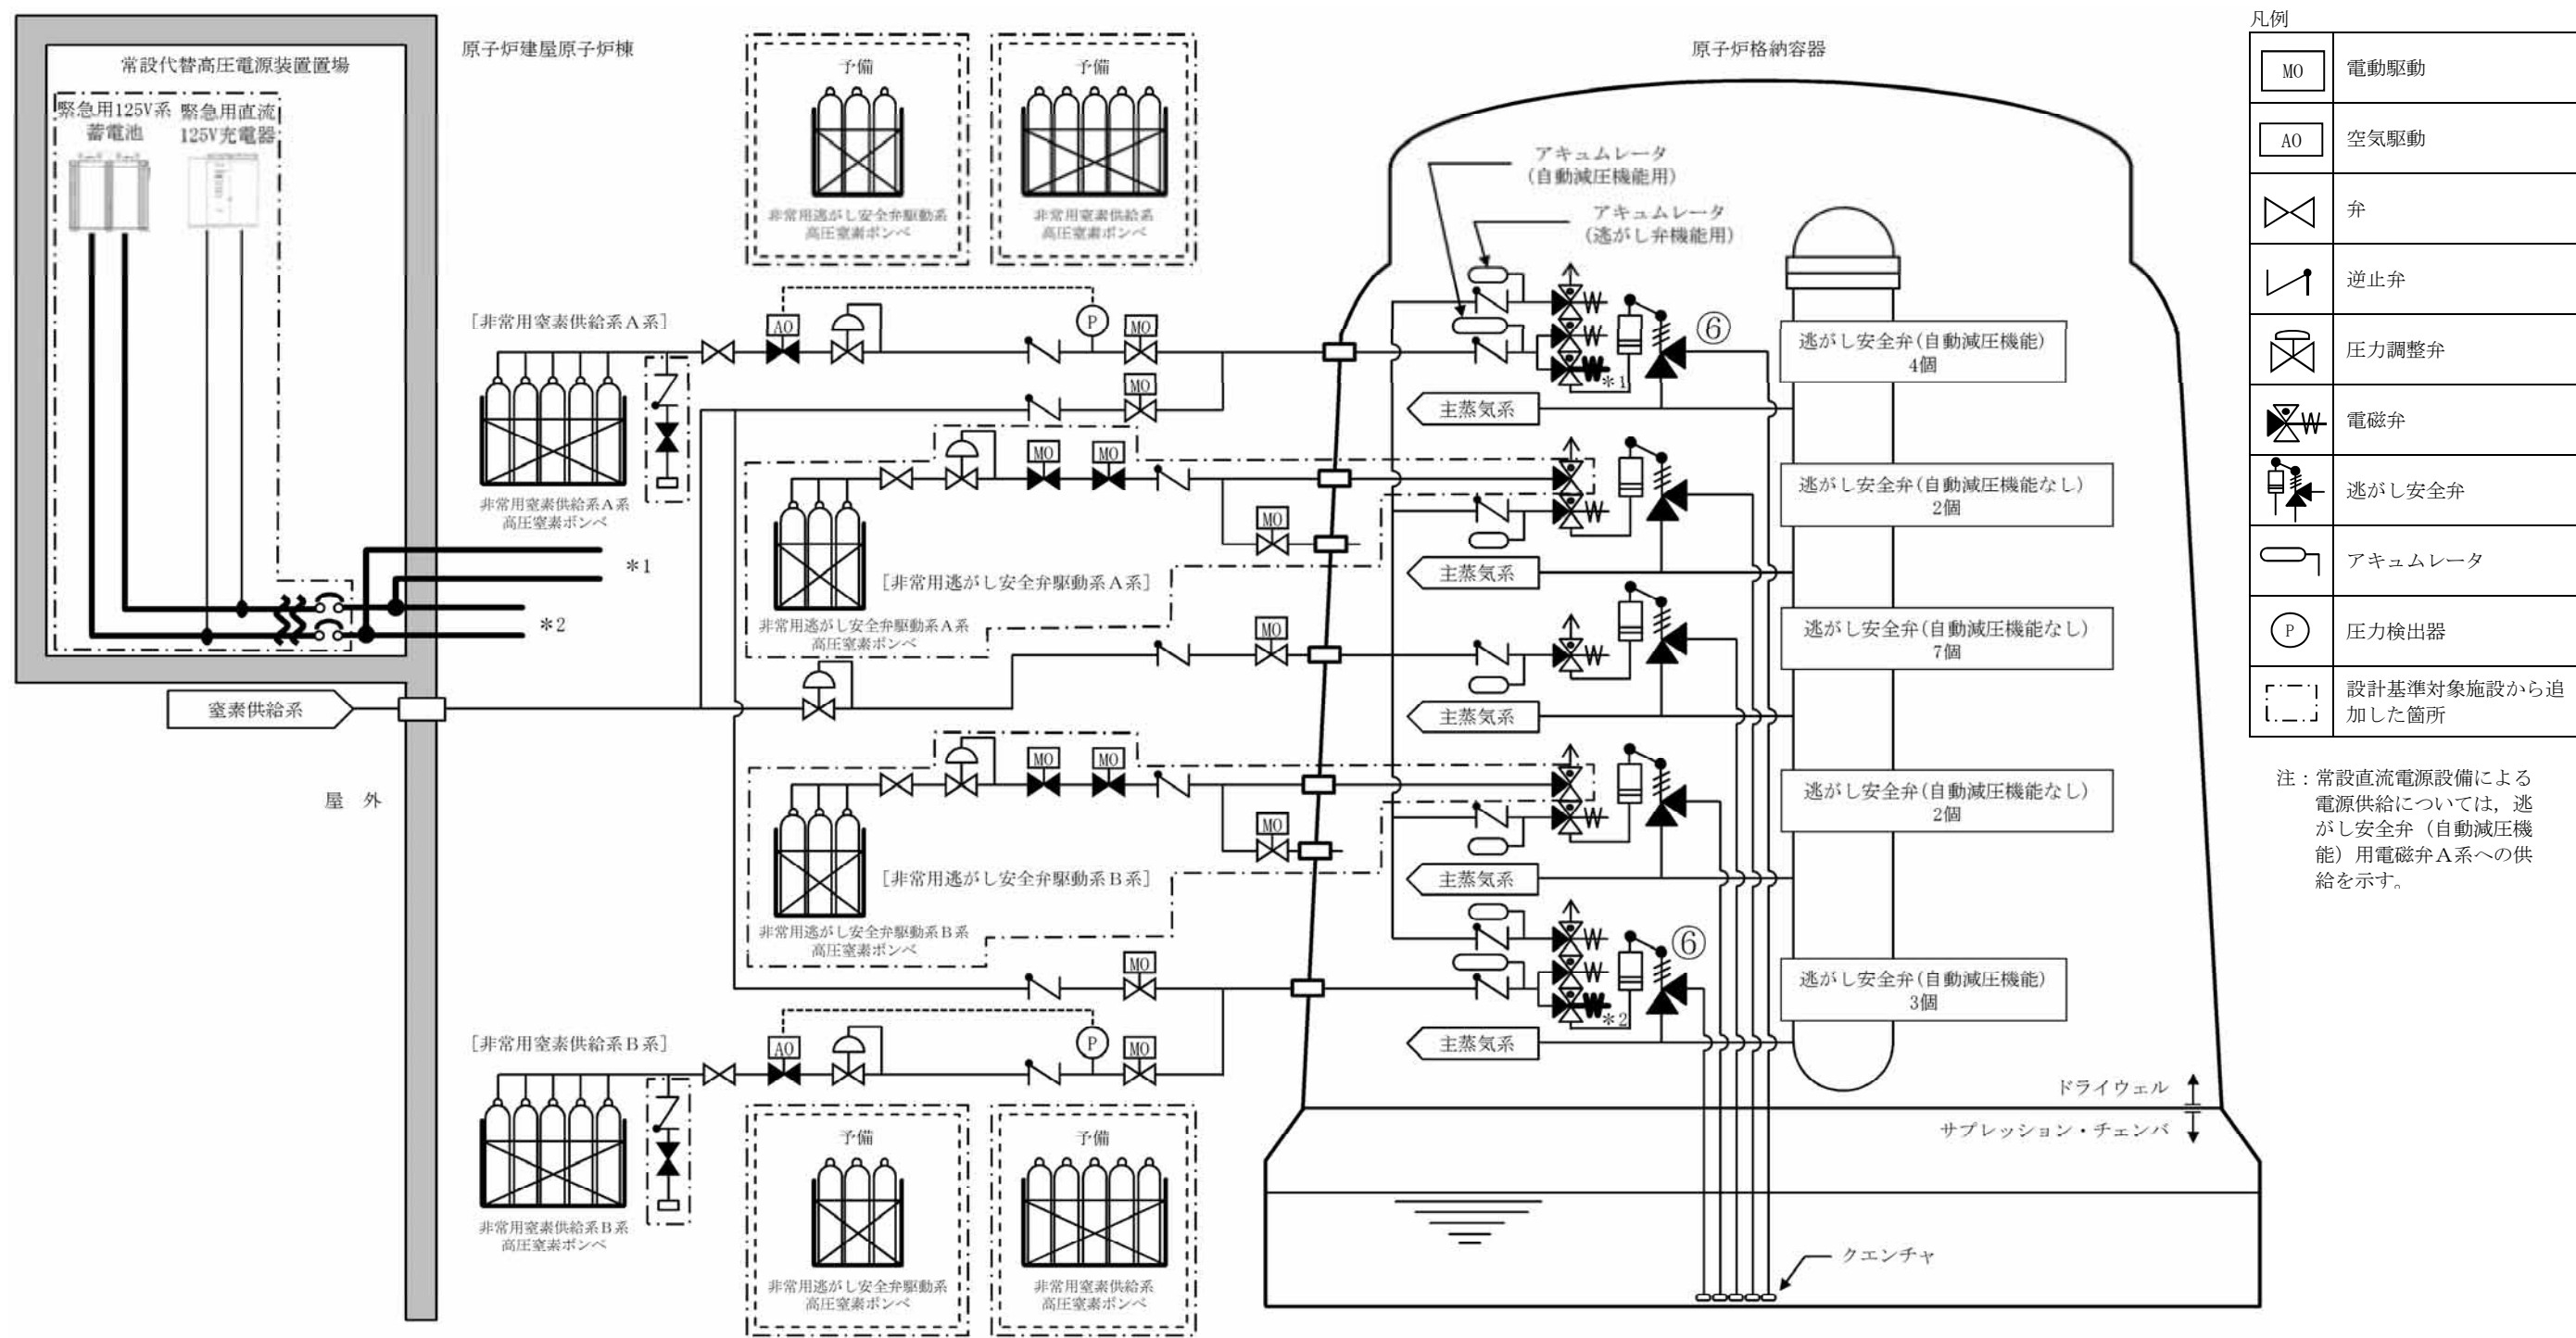 原子炉建屋原子炉棟
常設代替高圧電源装置置場
緊急用125V系
蓄電池
緊急用直流
125V充電器
＊1
＊2
窒素供給系
屋　外
予備
非常用逃がし安全弁駆動系
高圧窒素ボンベ
予備
非常用窒素供給系
高圧窒素ボンベ
［非常用窒素供給系Ａ系］
AO
P
MO
MO
非常用窒素供給系Ａ系
高圧窒素ボンベ
MO
MO
MO
［非常用逃がし安全弁駆動系Ａ系］
非常用逃がし安全弁駆動系Ａ系
高圧窒素ボンベ
MO
MO
MO
MO
［非常用逃がし安全弁駆動系Ｂ系］
非常用逃がし安全弁駆動系Ｂ系
高圧窒素ボンベ
MO
［非常用窒素供給系Ｂ系］
AO
P
MO
非常用窒素供給系Ｂ系
高圧窒素ボンベ
予備
非常用逃がし安全弁駆動系
高圧窒素ボンベ
予備
非常用窒素供給系
高圧窒素ボンベ
原子炉格納容器
アキュムレータ
(自動減圧機能用)
アキュムレータ
(逃がし弁機能用)
⑥
＊1
逃がし安全弁(自動減圧機能)
4個
主蒸気系
逃がし安全弁(自動減圧機能なし)
2個
主蒸気系
逃がし安全弁(自動減圧機能なし)
7個
主蒸気系
逃がし安全弁(自動減圧機能なし)
2個
主蒸気系
⑥
＊2
逃がし安全弁(自動減圧機能)
3個
主蒸気系
ドライウェル
サプレッション・チェンバ
クエンチャ
凡例
MO
電動駆動
AO
空気駆動
弁
逆止弁
圧力調整弁
電磁弁
逃がし安全弁
アキュムレータ
P
圧力検出器
設計基準対象施設から追
加した箇所
注：常設直流電源設備による
電源供給については，逃
がし安全弁（自動減圧機
能）用電磁弁Ａ系への供
給を示す。